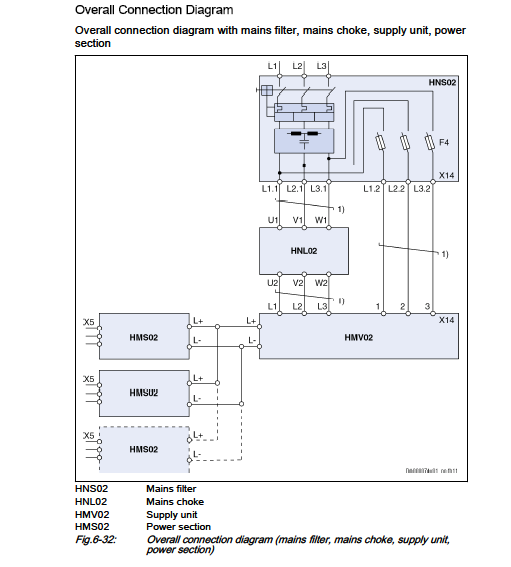 Overall Connection Diagram
Overall connection diagram with mains filter, mains choke, supply unit, power
section
L1 L2 L3
HNS02
F4
X14
L1.1 L2.1 L3.1 L1.2 L2.2 L3.2
1)
U1 V1 W1
HNL02
1)
U2 V2 W2
1)
L1 L2 L3 1 2 3
X14
HMV02
L+
L-
X5
L+
HMS02
L-
X5
L+
HMS02
L-
X5
L+
HMS02
L-
HNS02 Mains filter
HNL02 Mains choke
HMV02 Supply unit
HMS02 Power section
Fig.6-32: Overall connection diagram (mains filter, mains choke, supply unit,
power section)